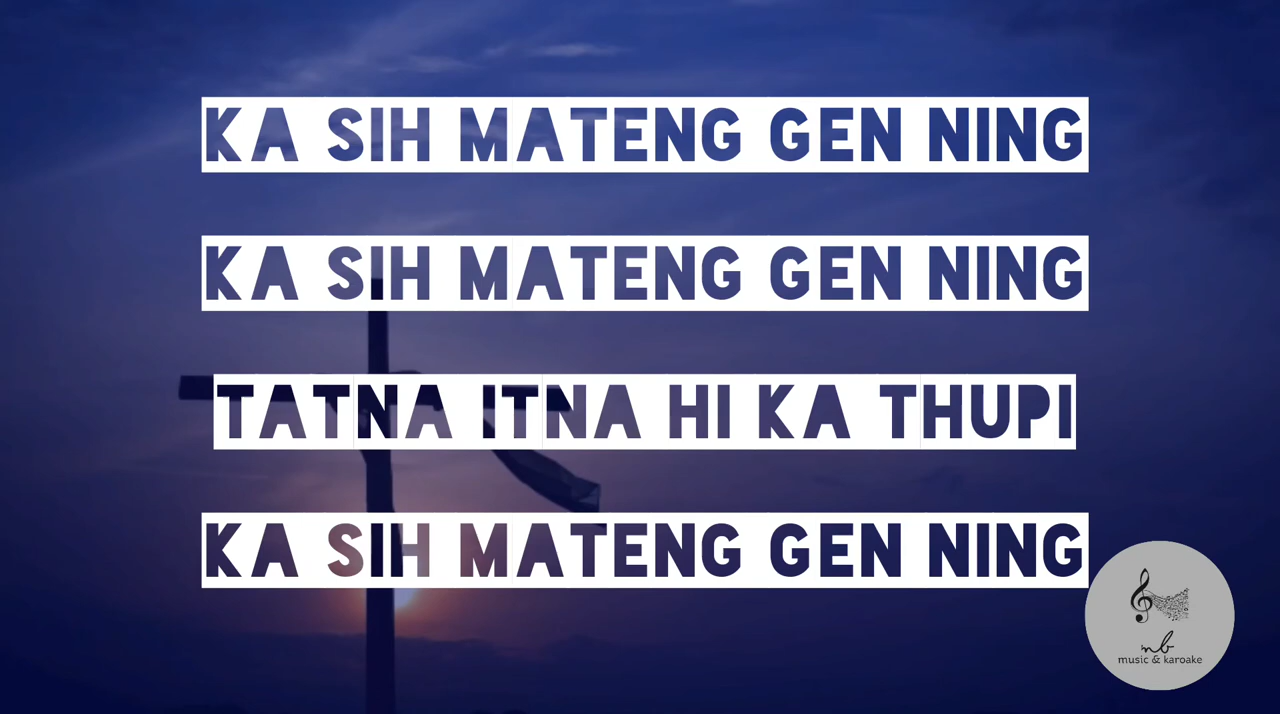 KA SIH MATENG GEN NING
KA SIH MATENG GEN NING
TATNA ITNA HI KA THUPI
KA SIH MATENG GEN NING
nb
music & karoake